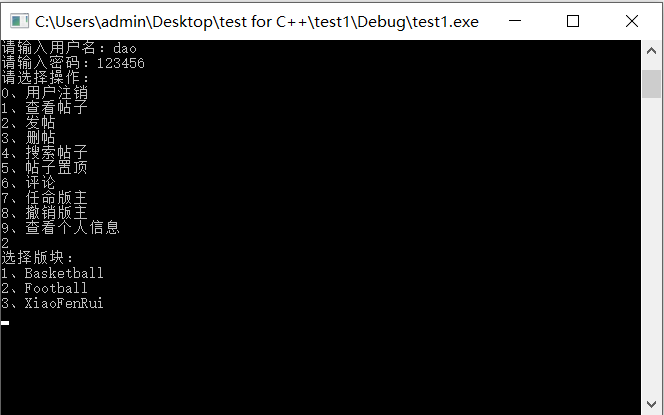 C:\Users\admin\Desktop\test for C++\test1\Debug\test1.exe
请输入用户名：dao
请输入密码：123456
请选择操作：
0、用户注销
1、查看帖子
2、发帖
3、删帖
4、搜索帖子
5、帖子置顶
6、评论
7、任命版主
8、撤销版主
9、查看个人信息
2
选择版块：
1、Basketball
2、Football
3、XiaoFenRui